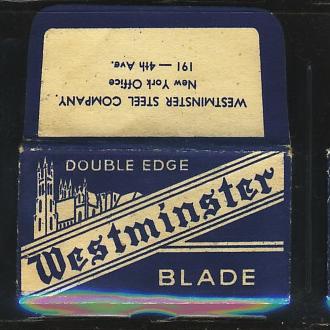 WESTMINSTER STEEL COMPANY.
New York Office
191 — 4th Ave.
DOUBLE EDGE
Westminster
BLADE